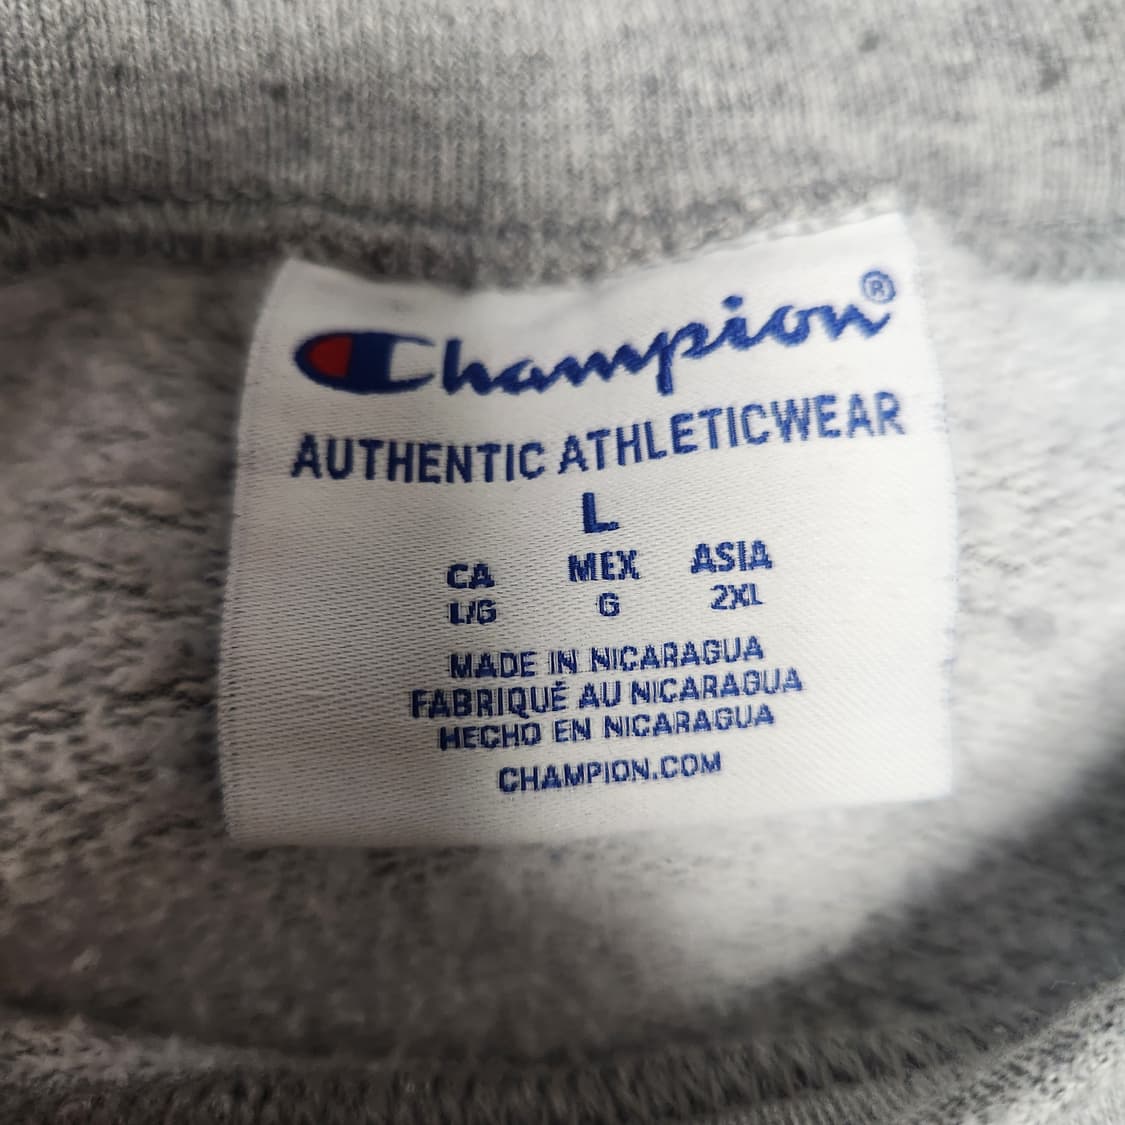 Champion®
AUTHENTIC ATHLETICWEAR
L
CA MEX ASIA
L/G G 2XL
MADE IN NICARAGUA
FABRIQUÉ AU NICARAGUA
HECHO EN NICARAGUA
CHAMPION.COM